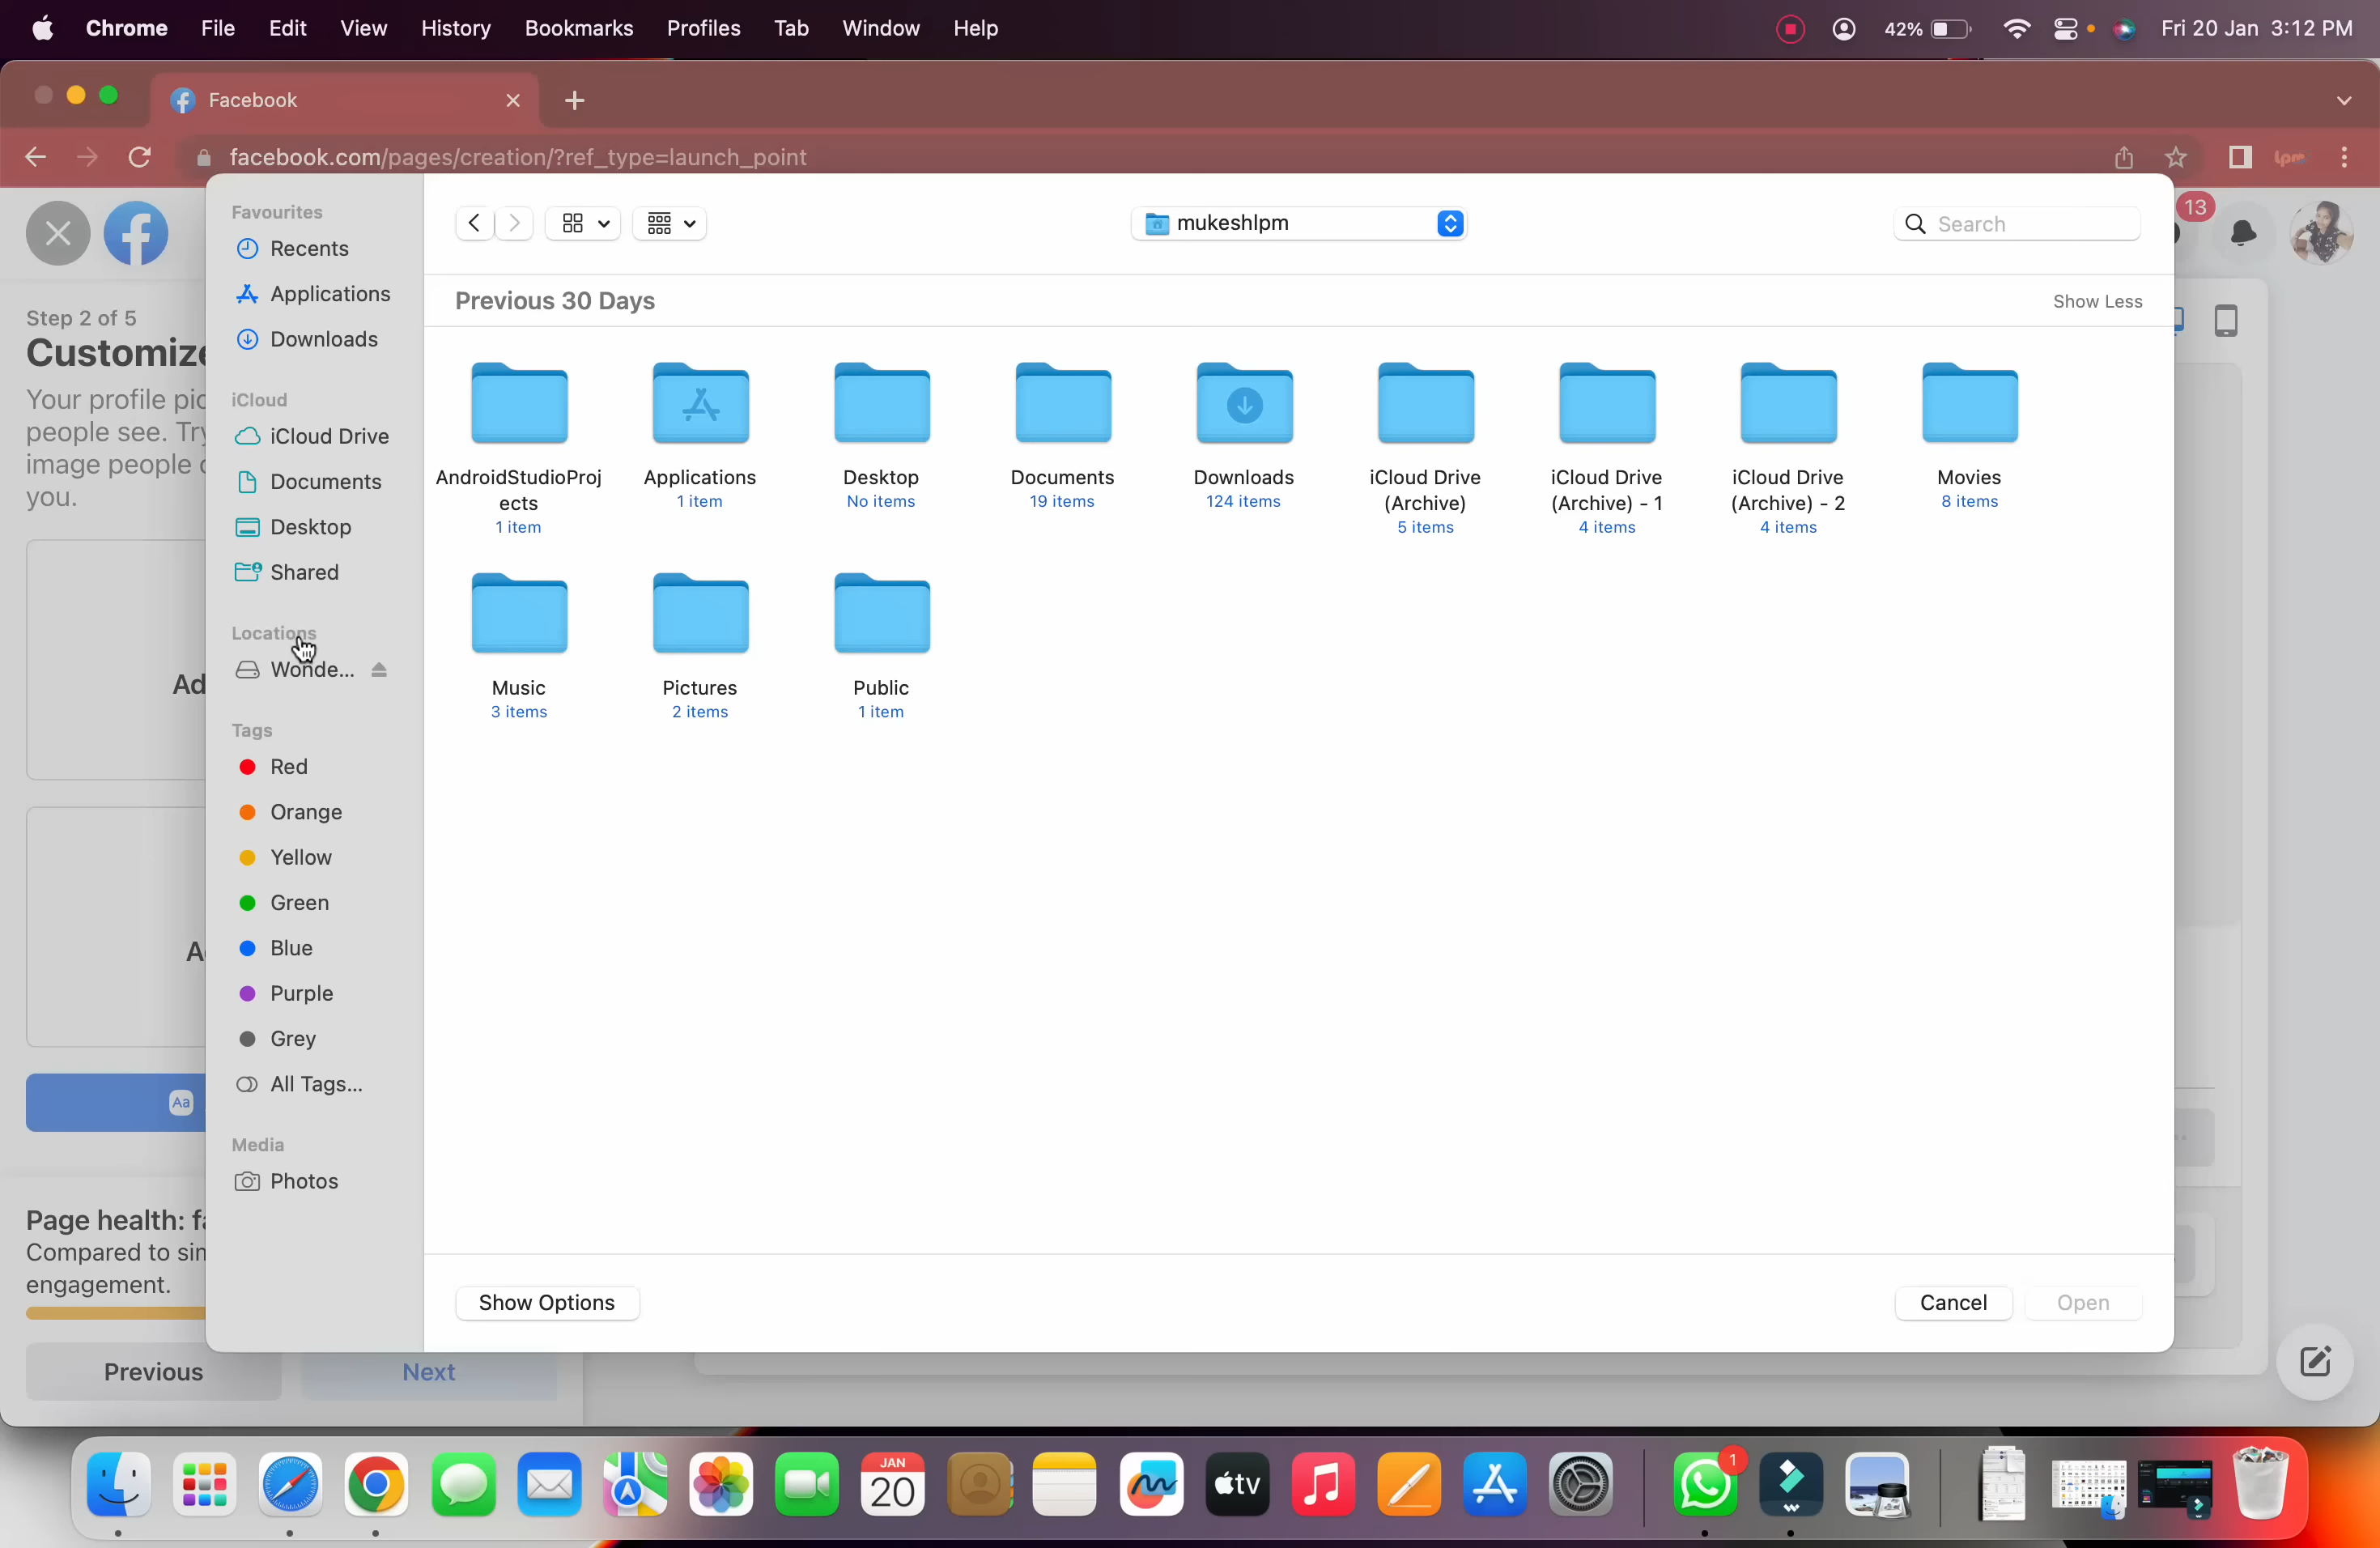 Chrome File Edit View History Bookmarks Profiles Tab Window Help 42% Fri 20 Jan 3:12 PM
Facebook
facebook.com/pages/creation/?ref_type=launch_point
lpm
13
Step 2 of 5
Customize
Your profile pic
people see. Try
image people
you.
Ad
Aa
Page health: fa
Compared to sim
engagement.
Previous
Next
Favourites
Recents
Applications
Downloads
iCloud
iCloud Drive
Documents
Desktop
Shared
Locations
Wonde...
Tags
Red
Orange
Yellow
Green
Blue
Purple
Grey
All Tags...
Media
Photos
mukeshlpm
Search
Previous 30 Days
Show Less
AndroidStudioProj
ects
1 item
Applications
1 item
Desktop
No items
Documents
19 items
Downloads
124 items
iCloud Drive
(Archive)
5 items
iCloud Drive
(Archive) - 1
4 items
iCloud Drive
(Archive) - 2
4 items
Movies
8 items
Music
3 items
Pictures
2 items
Public
1 item
Show Options
Cancel
Open
JAN
20
tv
1